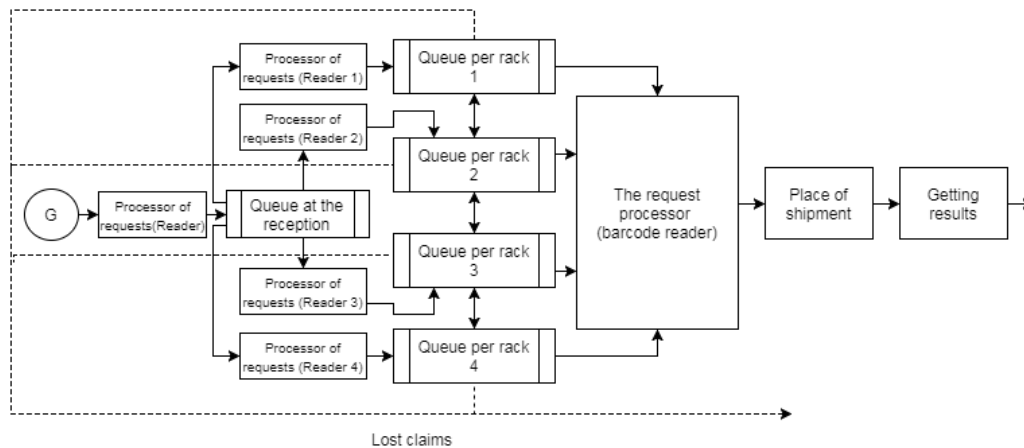 Processor of
requests (Reader 1)
Queue per rack
1
Processor of
requests (Reader 2)
Queue per rack
2
G
Processor of
requests(Reader)
Queue at the
reception
The request
processor
(barcode reader)
Place of
shipment
Getting
results
Queue per rack
3
Processor of
requests (Reader 3)
Processor of
requests (Reader 4)
Queue per rack
4
Lost claims